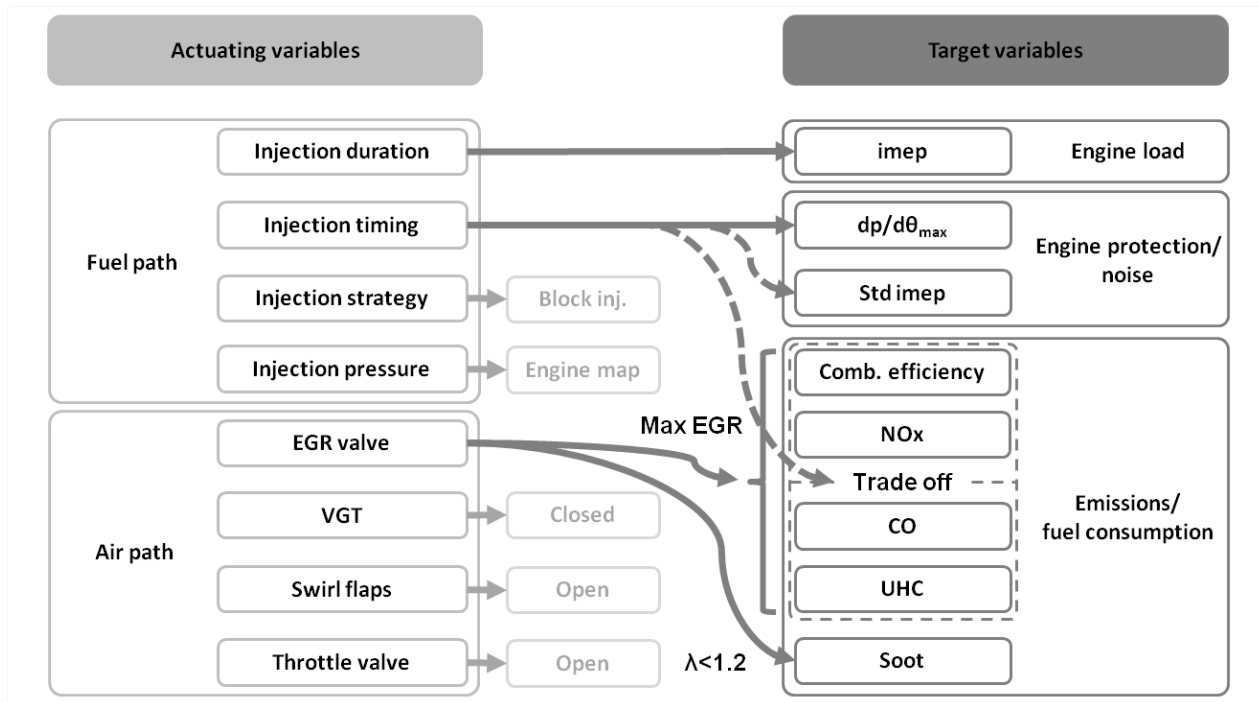 Actuating variables
Target variables
Fuel path
Injection duration
Injection timing
Injection strategy
Block inj.
Injection pressure
Engine map
Air path
EGR valve
VGT
Closed
Swirl flaps
Open
Throttle valve
Open
Max EGR
λ<1.2
imep
Engine load
dp/dθmax
Std imep
Engine protection/
noise
Comb. efficiency
NOx
Trade off
CO
UHC
Soot
Emissions/
fuel consumption